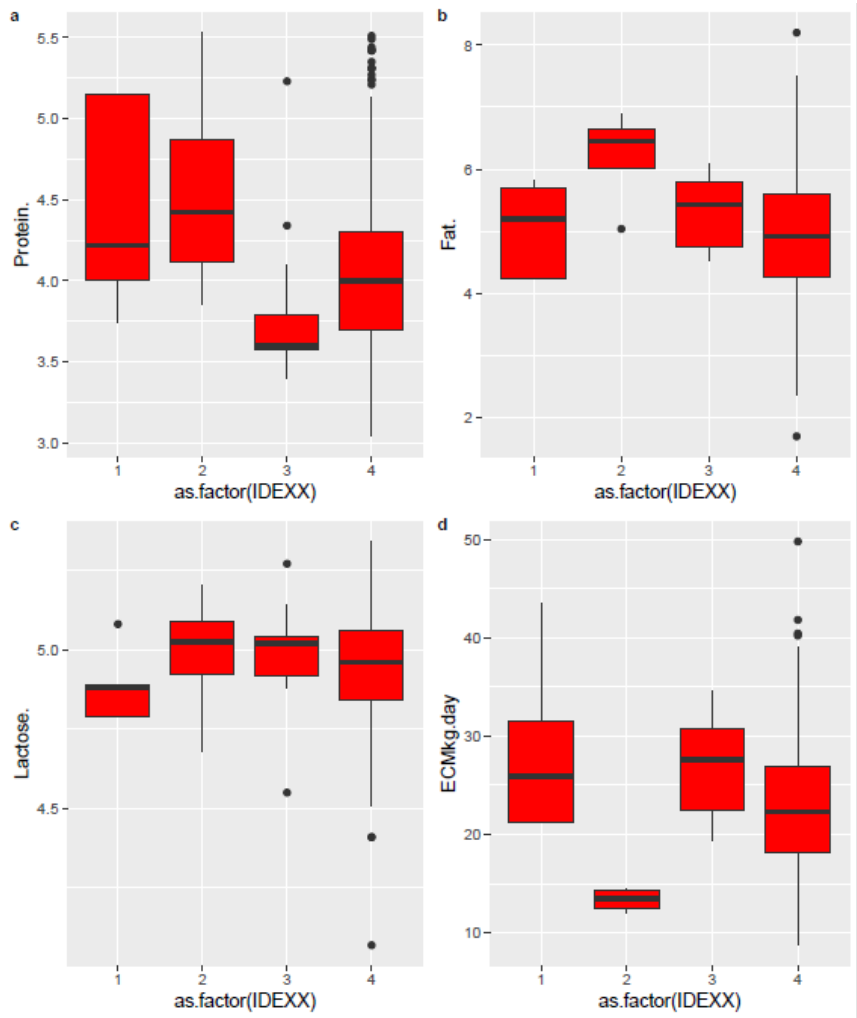 a
Protein.
5.5
5.0
4.5
4.0
3.5
3.0
1 2 3 4
as.factor(IDEXX)
b
Fat.
8
6
4
2
1 2 3 4
as.factor(IDEXX)
c
Lactose.
5.0
4.5
1 2 3 4
as.factor(IDEXX)
d
ECMkg.day
50
40
30
20
10
1 2 3 4
as.factor(IDEXX)